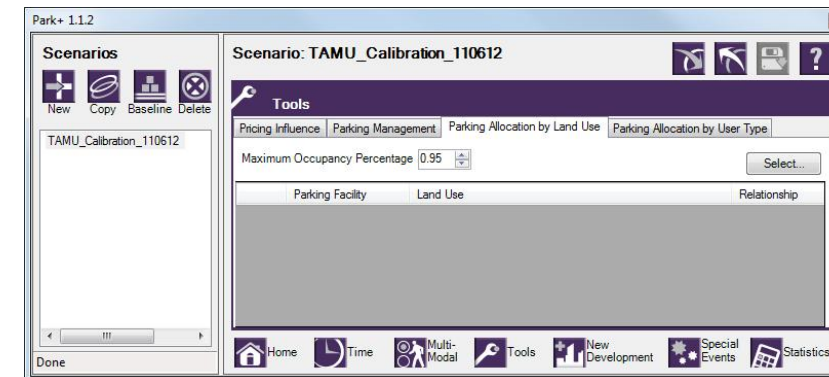 Park+ 1.1.2
Scenarios
New Copy Baseline Delete
TAMU_Calibration_110612
Done
Scenario: TAMU_Calibration_110612
?
Tools
Pricing Influence Parking Management Parking Allocation by Land Use Parking Allocation by User Type
Maximum Occupancy Percentage 0.95
Select...
Parking Facility Land Use Relationship
Home Time Multi-
Modal Tools New
Development Special
Events Statistics